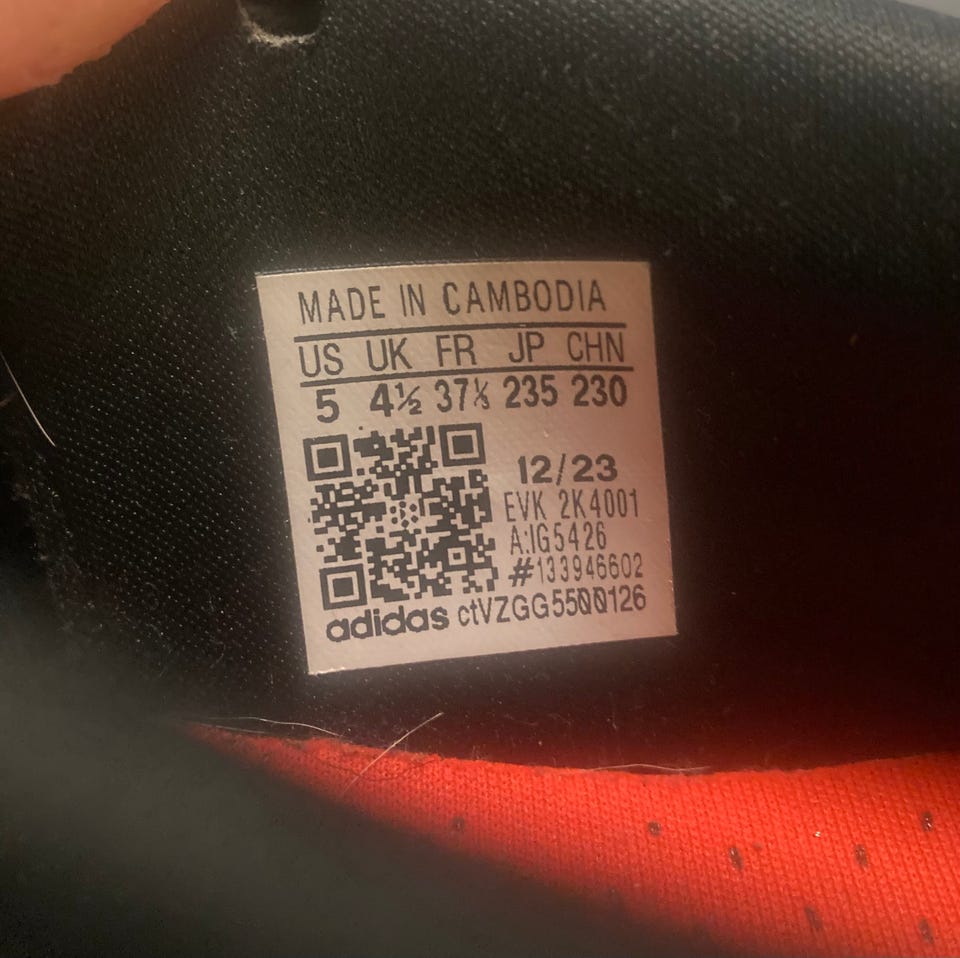 MADE IN CAMBODIA
US UK FR JP CHN
5 4½ 37⅓ 235 230
12/23
EVK 2K4001
A:IG5426
#133946602
adidas ctVZGG5500126